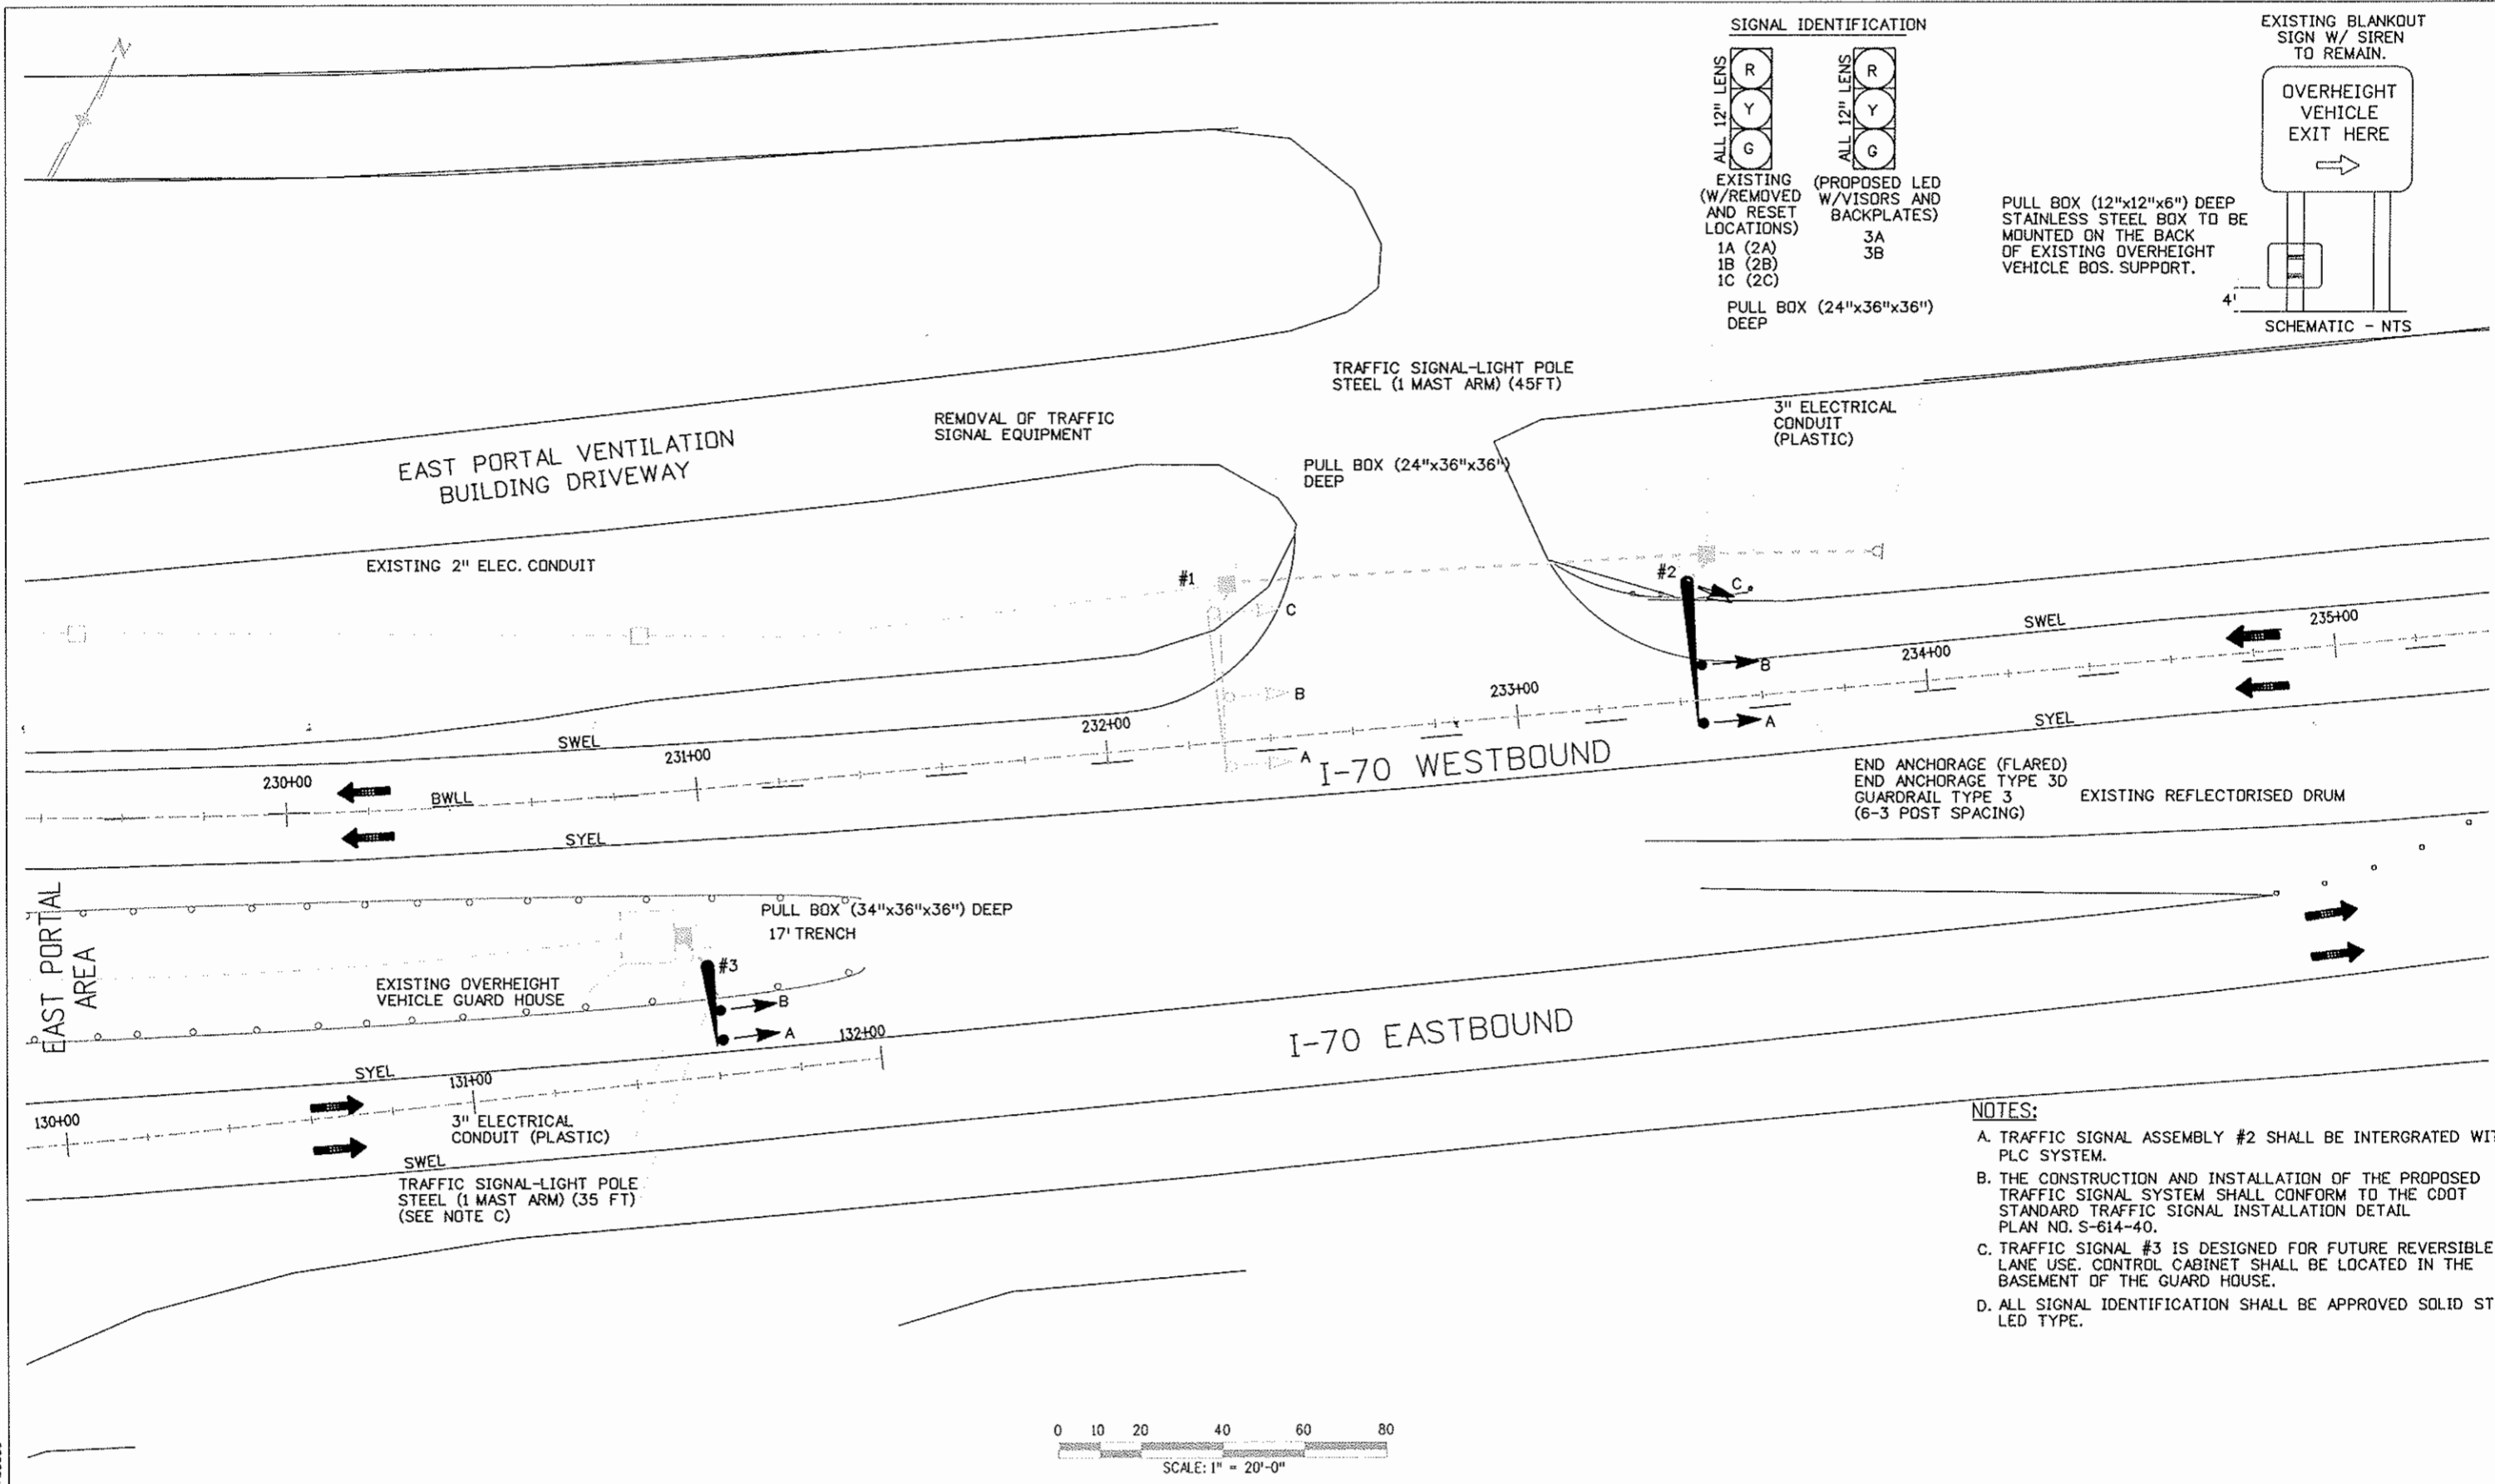 N
SIGNAL IDENTIFICATION
ALL 12" LENS
R
Y
G
ALL 12" LENS
R
Y
G
EXISTING
(W/REMOVED
AND RESET
LOCATIONS)
1A (2A)
1B (2B)
1C (2C)
(PROPOSED LED
W/VISORS AND
BACKPLATES)
3A
3B
PULL BOX (24"x36"x36")
DEEP
EXISTING BLANKOUT
SIGN W/ SIREN
TO REMAIN.
OVERHEIGHT
VEHICLE
EXIT HERE
PULL BOX (12"x12"x6") DEEP
STAINLESS STEEL BOX TO BE
MOUNTED ON THE BACK
OF EXISTING OVERHEIGHT
VEHICLE BOS. SUPPORT.
4'
SCHEMATIC - NTS
TRAFFIC SIGNAL-LIGHT POLE
STEEL (1 MAST ARM) (45FT)
REMOVAL OF TRAFFIC
SIGNAL EQUIPMENT
3" ELECTRICAL
CONDUIT
(PLASTIC)
EAST PORTAL VENTILATION
BUILDING DRIVEWAY
PULL BOX (24"x36"x36")
DEEP
EXISTING 2" ELEC. CONDUIT
#1
C
B
A
#2
C
B
A
SWEL
235+00
234+00
233+00
232+00
SWEL
231+00
230+00
BWLL
SYEL
I-70 WESTBOUND
SYEL
END ANCHORAGE (FLARED)
END ANCHORAGE TYPE 3D
GUARDRAIL TYPE 3
(6-3 POST SPACING)
EXISTING REFLECTORISED DRUM
EAST PORTAL
AREA
PULL BOX (34"x36"x36") DEEP
17' TRENCH
#3
B
A
EXISTING OVERHEIGHT
VEHICLE GUARD HOUSE
132+00
I-70 EASTBOUND
SYEL
131+00
130+00
3" ELECTRICAL
CONDUIT (PLASTIC)
SWEL
TRAFFIC SIGNAL-LIGHT POLE
STEEL (1 MAST ARM) (35 FT)
(SEE NOTE C)
NOTES:
A. TRAFFIC SIGNAL ASSEMBLY #2 SHALL BE INTERGRATED
PLC SYSTEM.
B. THE CONSTRUCTION AND INSTALLATION OF THE PROPOSED
TRAFFIC SIGNAL SYSTEM SHALL CONFORM TO THE CDOT
STANDARD TRAFFIC SIGNAL INSTALLATION DETAIL
PLAN NO. S-614-40.
C. TRAFFIC SIGNAL #3 IS DESIGNED FOR FUTURE REVERSIBLE
LANE USE. CONTROL CABINET SHALL BE LOCATED IN THE
BASEMENT OF THE GUARD HOUSE.
D. ALL SIGNAL IDENTIFICATION SHALL BE APPROVED SOLID ST
LED TYPE.
0 10 20 40 60 80
SCALE: 1" = 20'-0"